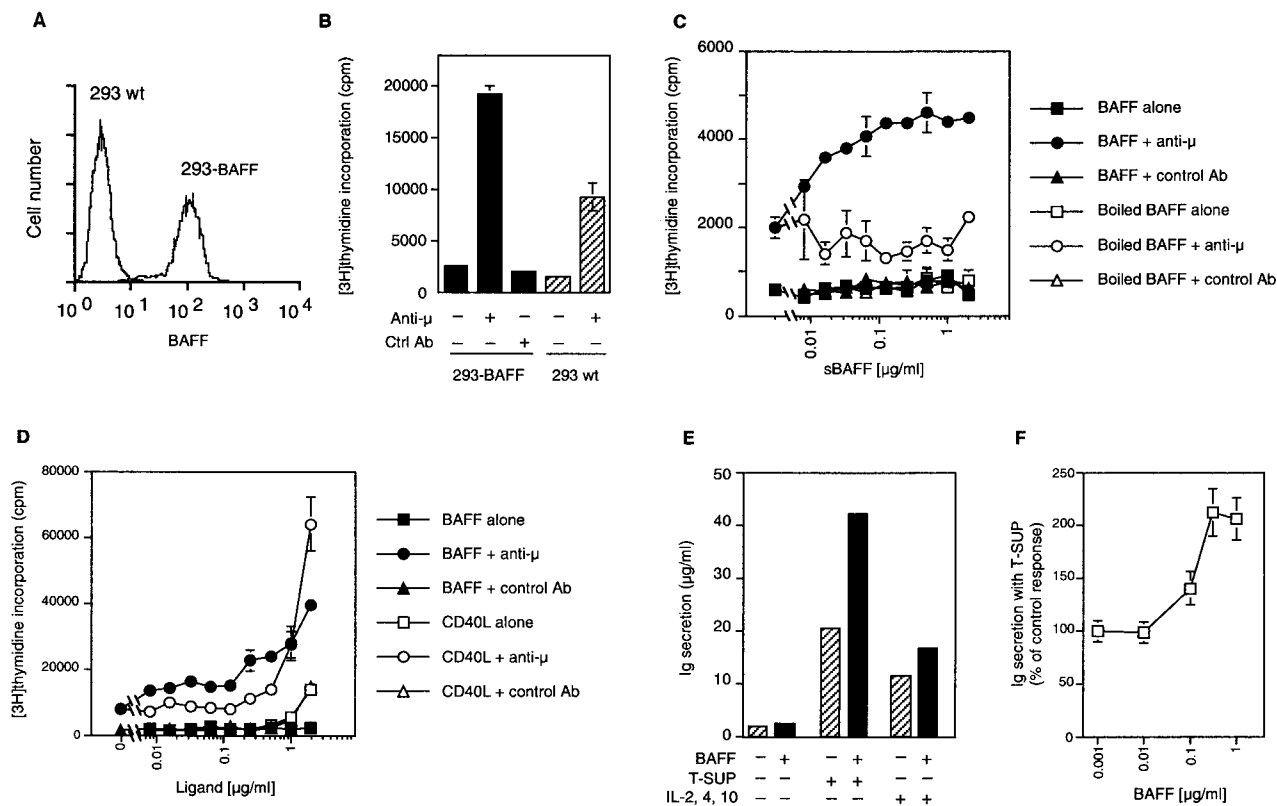 A
293 wt
293-BAFF
Cell number
10^0 10^1 10^2 10^3 10^4
BAFF
B
[3H]thymidine incorporation (cpm)
20000
15000
10000
5000
0
Anti-μ – + – – +
Ctrl Ab – – + – –
293-BAFF 293 wt
C
[3H]thymidine incorporation (cpm)
6000
4000
2000
0
0.01 0.1 1
sBAFF [μg/ml]
BAFF alone
BAFF + anti-μ
BAFF + control Ab
Boiled BAFF alone
Boiled BAFF + anti-μ
Boiled BAFF + control Ab
D
[3H]thymidine incorporation (cpm)
80000
60000
40000
20000
0
0 0.01 0.1 1
Ligand [μg/ml]
BAFF alone
BAFF + anti-μ
BAFF + control Ab
CD40L alone
CD40L + anti-μ
CD40L + control Ab
E
Ig secretion (μg/ml)
50
40
30
20
10
0
BAFF – + – + – +
T-SUP – – + + – –
IL-2, 4, 10 – – – – + +
F
Ig secretion with T-SUP
(% of control response)
250
200
150
100
50
0
0.001 0.01 0.1 1
BAFF [μg/ml]